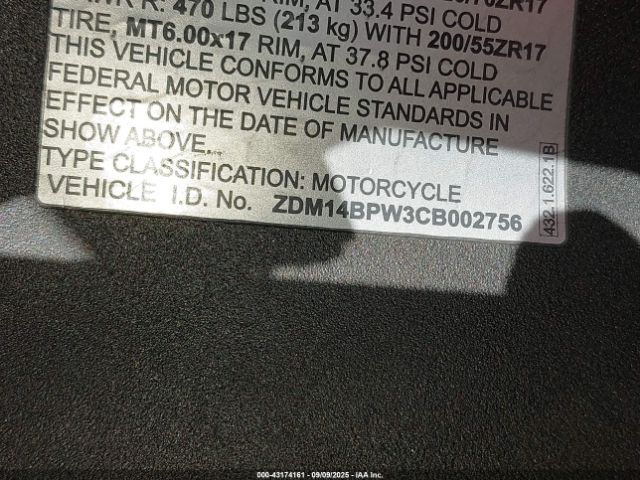 R: 470 LBS (213 kg) WITH 200/55ZR17
TIRE, MT6.00x17 RIM, AT 37.8 PSI COLD
THIS VEHICLE CONFORMS TO ALL APPLICABLE
FEDERAL MOTOR VEHICLE STANDARDS IN
EFFECT ON THE DATE OF MANUFACTURE
SHOW ABOVE.
TYPE CLASSIFICATION: MOTORCYCLE
VEHICLE I.D. No. ZDM14BPW3CB002756
432.1.622.1B
000-43174161 - 09/09/2025 - IAA Inc.